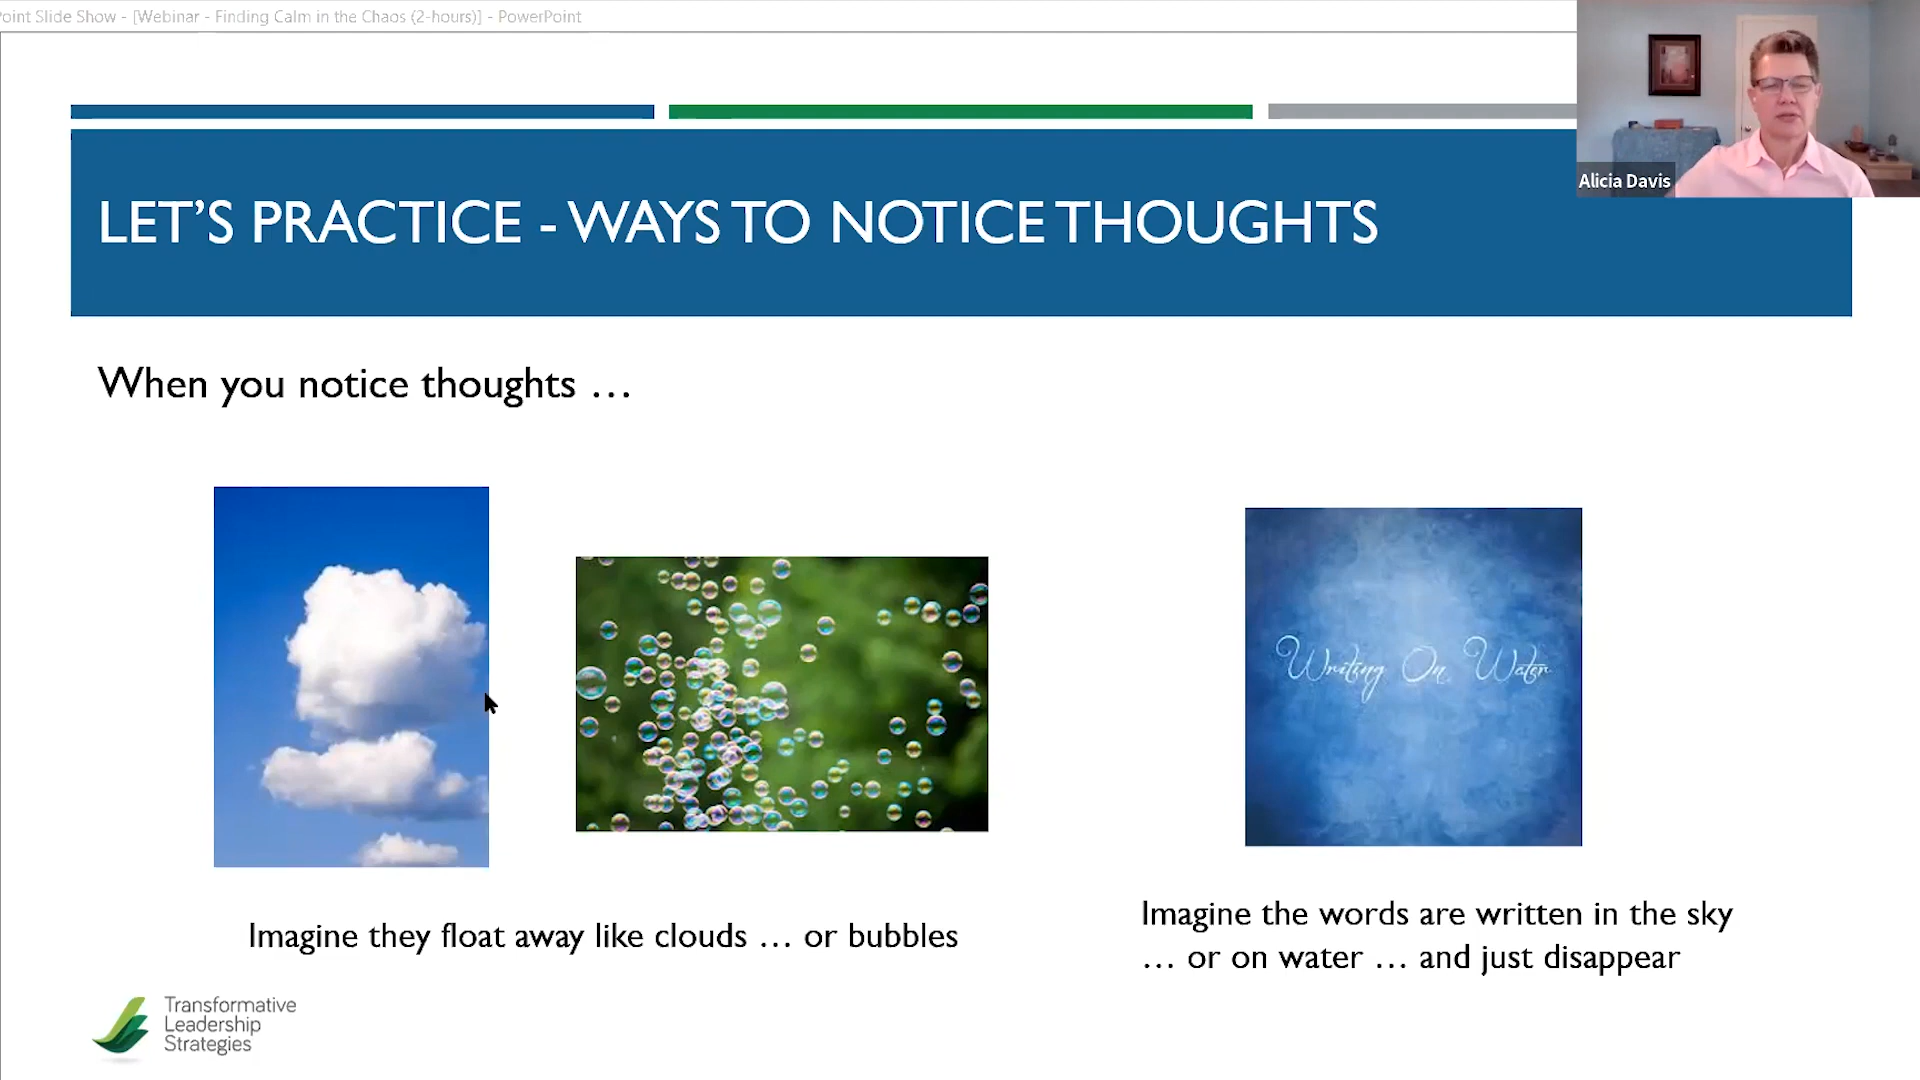 oint Slide Show - [Webinar - Finding Calm in the Chaos (2-hours)] - PowerPoint
Alicia Davis
LET'S PRACTICE - WAYS TO NOTICE THOUGHTS
When you notice thoughts …
Writing On Water
Imagine they float away like clouds … or bubbles
Imagine the words are written in the sky
… or on water … and just disappear
Transformative
Leadership
Strategies